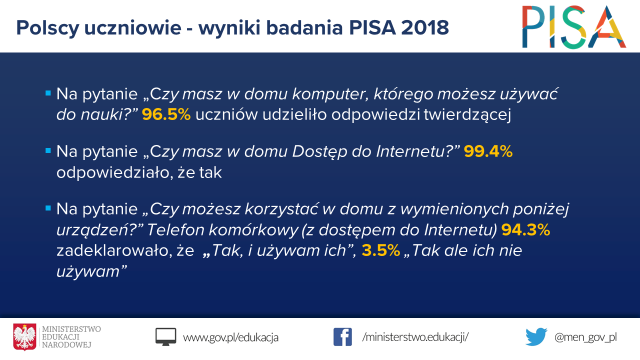 Polscy uczniowie - wyniki badania PISA 2018
PISA
Na pytanie „Czy masz w domu komputer, którego możesz używać
do nauki?” 96.5% uczniów udzieliło odpowiedzi twierdzącej
Na pytanie „Czy masz w domu Dostęp do Internetu?” 99.4%
odpowiedziało, że tak
Na pytanie „Czy możesz korzystać w domu z wymienionych poniżej
urządzeń?” Telefon komórkowy (z dostępem do Internetu) 94.3%
zadeklarowało, że „Tak, i używam ich”, 3.5% „Tak ale ich nie
używam”
MINISTERSTWO
EDUKACJI
NARODOWEJ
www.gov.pl/edukacja
/ministerstwo.edukacji/
@men_gov_pl